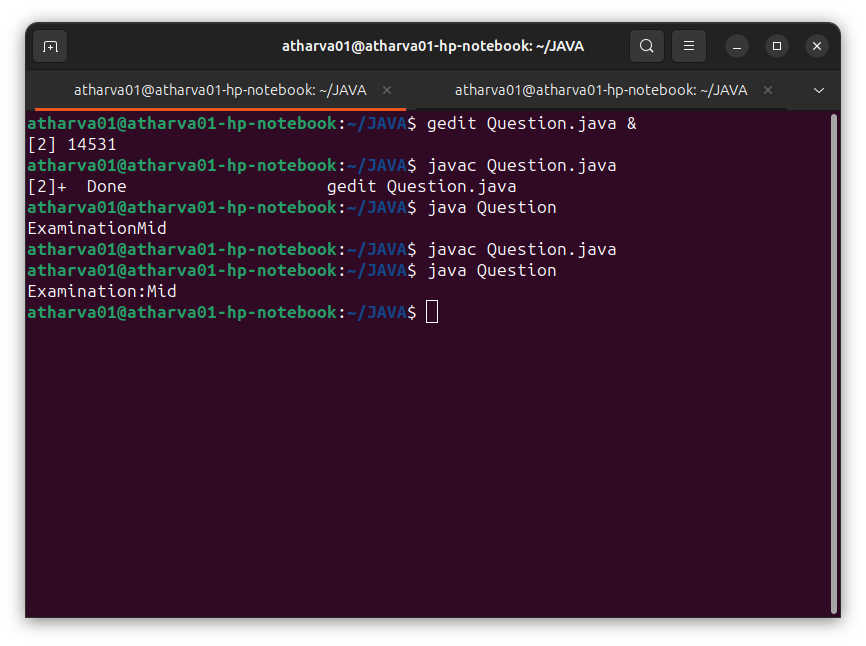 atharva01@atharva01-hp-notebook: ~/JAVA
atharva01@atharva01-hp-notebook: ~/JAVA
atharva01@atharva01-hp-notebook: ~/JAVA
atharva01@atharva01-hp-notebook:~/JAVA$ gedit Question.java &
[2] 14531
atharva01@atharva01-hp-notebook:~/JAVA$ javac Question.java
[2]+  Done                    gedit Question.java
atharva01@atharva01-hp-notebook:~/JAVA$ java Question
ExaminationMid
atharva01@atharva01-hp-notebook:~/JAVA$ javac Question.java
atharva01@atharva01-hp-notebook:~/JAVA$ java Question
Examination:Mid
atharva01@atharva01-hp-notebook:~/JAVA$